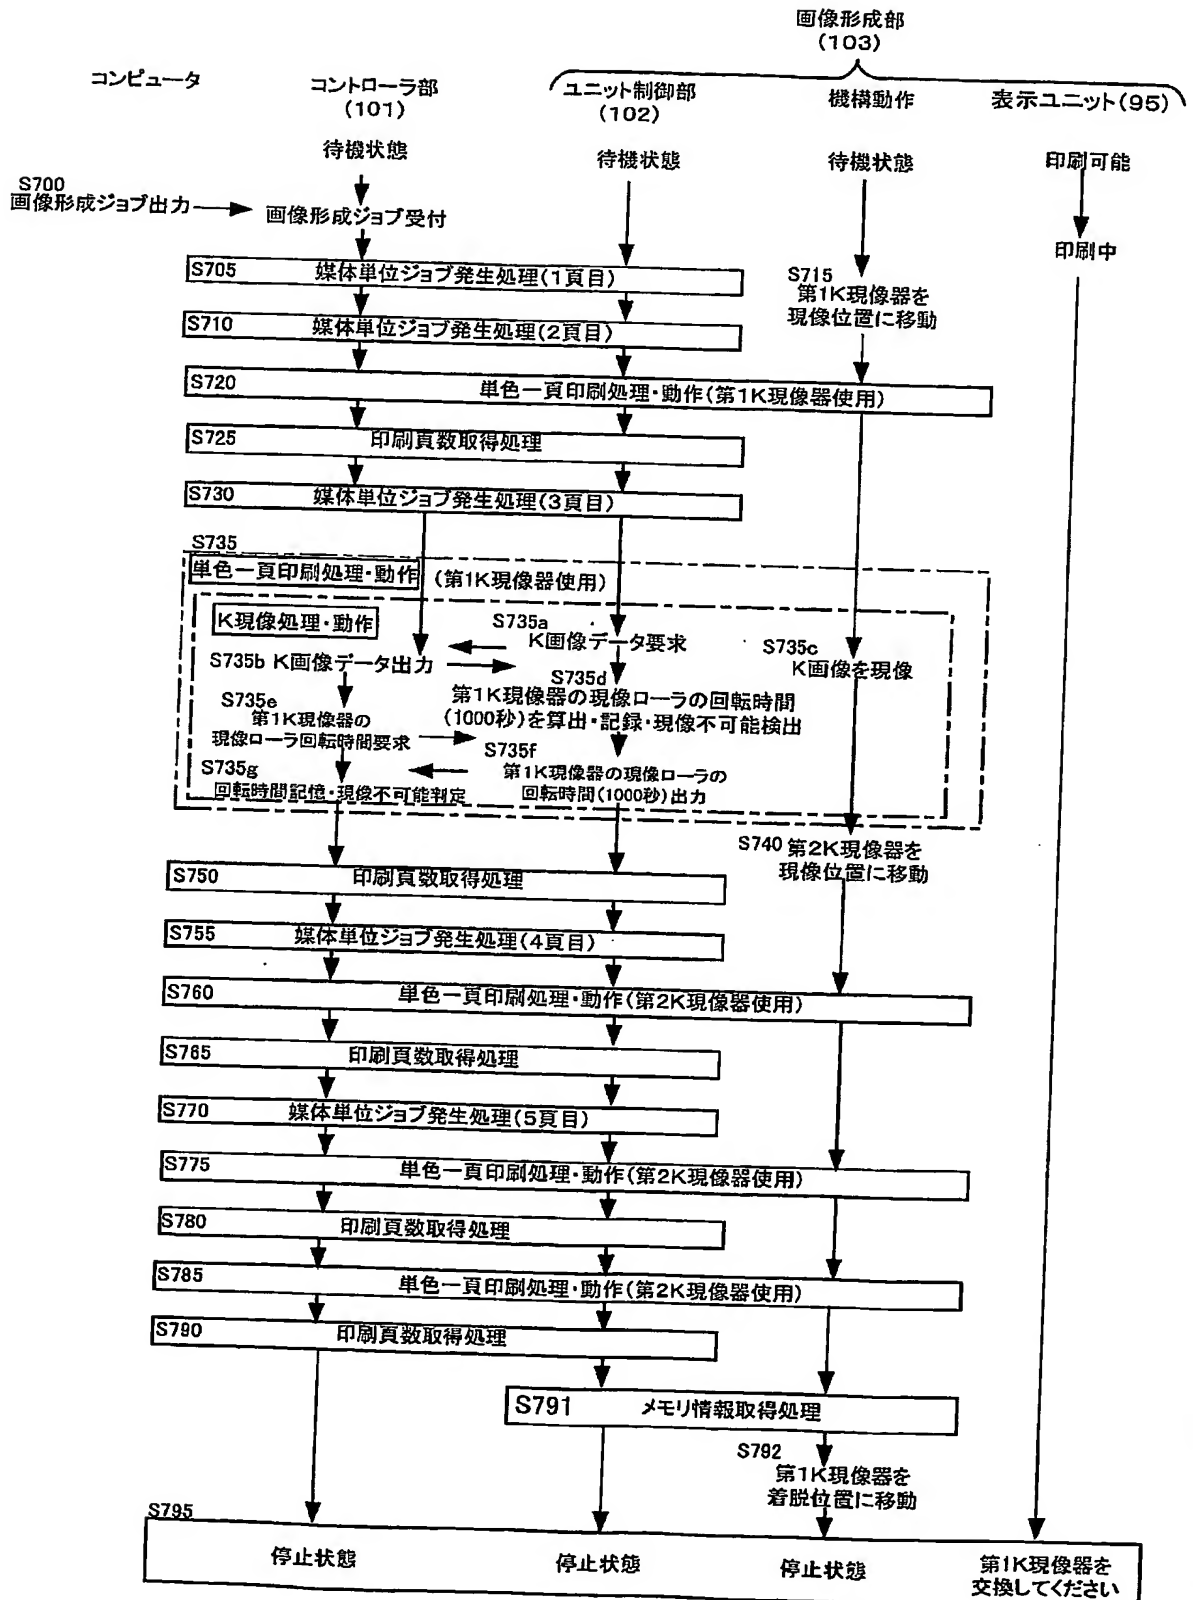 画像形成部
(103)
コンピュータ
コントローラ部
(101)
ユニット制御部
(102)
機構動作
表示ユニット(95)
待機状態
待機状態
待機状態
印刷可能
S700
画像形成ジョブ出力
画像形成ジョブ受付
印刷中
S705 媒体単位ジョブ発生処理(1頁目)
S715
第1K現像器を
現像位置に移動
S710 媒体単位ジョブ発生処理(2頁目)
S720 単色一頁印刷処理・動作(第1K現像器使用)
S725 印刷頁数取得処理
S730 媒体単位ジョブ発生処理(3頁目)
S735
単色一頁印刷処理・動作 (第1K現像器使用)
K現像処理・動作
S735a
K画像データ要求
S735b K画像データ出力
S735c
K画像を現像
S735d
第1K現像器の現像ローラの回転時間
(1000秒)を算出・記録・現像不可能検出
S735e
第1K現像器の
現像ローラ回転時間要求
S735f
第1K現像器の現像ローラの
回転時間(1000秒)出力
S735g
回転時間記憶・現像不可能判定
S740 第2K現像器を
現像位置に移動
S750 印刷頁数取得処理
S755 媒体単位ジョブ発生処理(4頁目)
S760 単色一頁印刷処理・動作(第2K現像器使用)
S765 印刷頁数取得処理
S770 媒体単位ジョブ発生処理(5頁目)
S775 単色一頁印刷処理・動作(第2K現像器使用)
S780 印刷頁数取得処理
S785 単色一頁印刷処理・動作(第2K現像器使用)
S790 印刷頁数取得処理
S791 メモリ情報取得処理
S792
第1K現像器を
着脱位置に移動
S795
停止状態
停止状態
停止状態
第1K現像器を
交換してください